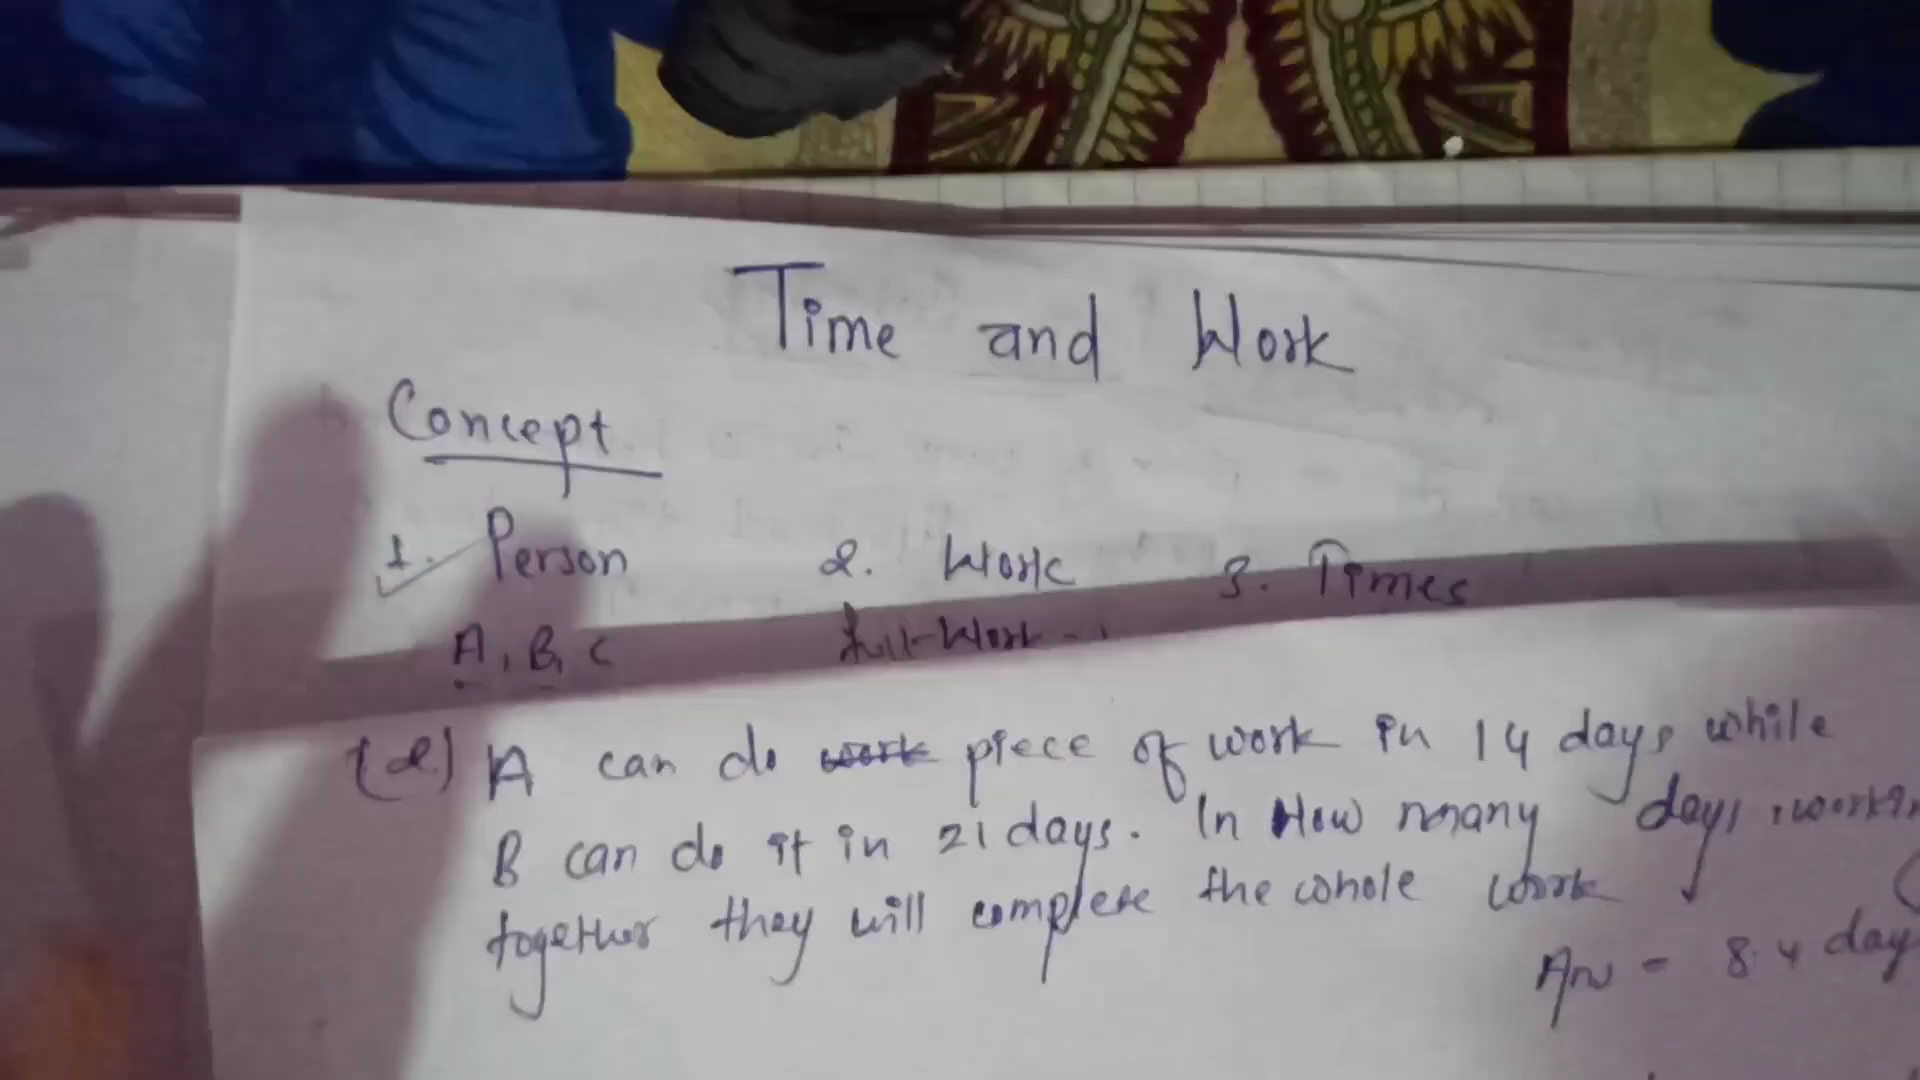 Time and Work
Concept
1. Person 2. Work 3. Times
A, B, C full-Work
(2.) A can do work piece of work in 14 days while
B can do it in 21 days. In How many days, workin
together they will complete the whole work
Ans = 8.4 day